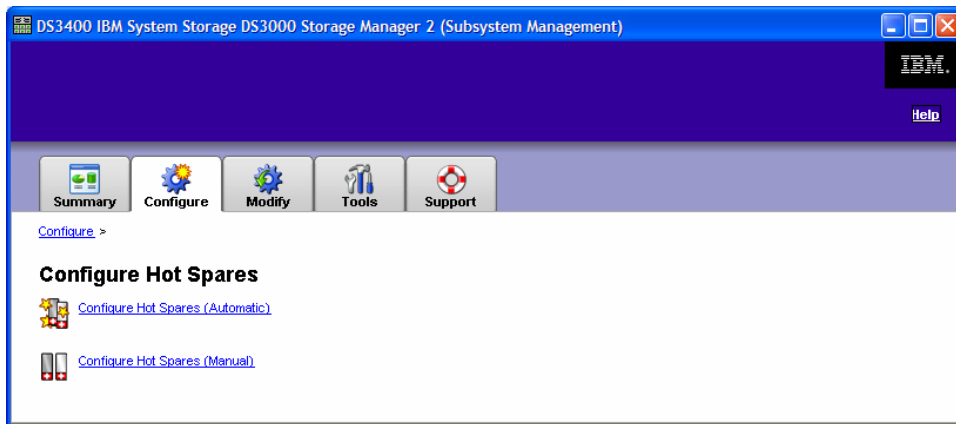 DS3400 IBM System Storage DS3000 Storage Manager 2 (Subsystem Management)
IBM.
Help
Summary
Configure
Modify
Tools
Support
Configure >
Configure Hot Spares
Configure Hot Spares (Automatic)
Configure Hot Spares (Manual)